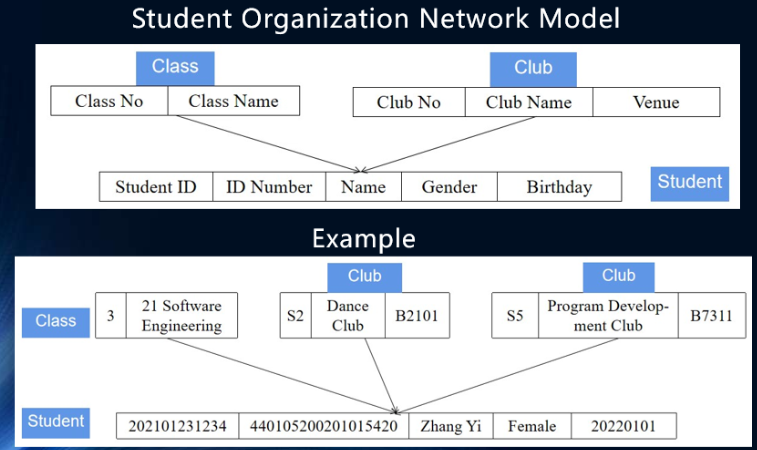 Student Organization Network Model
Class
Club
Class No Class Name
Club No Club Name Venue
Student ID ID Number Name Gender Birthday
Student
Example
Club
Club
Class
3
21 Software
Engineering
S2
Dance
Club
B2101
S5
Program Develop-
ment Club
B7311
Student
202101231234 440105200201015420 Zhang Yi Female 20220101